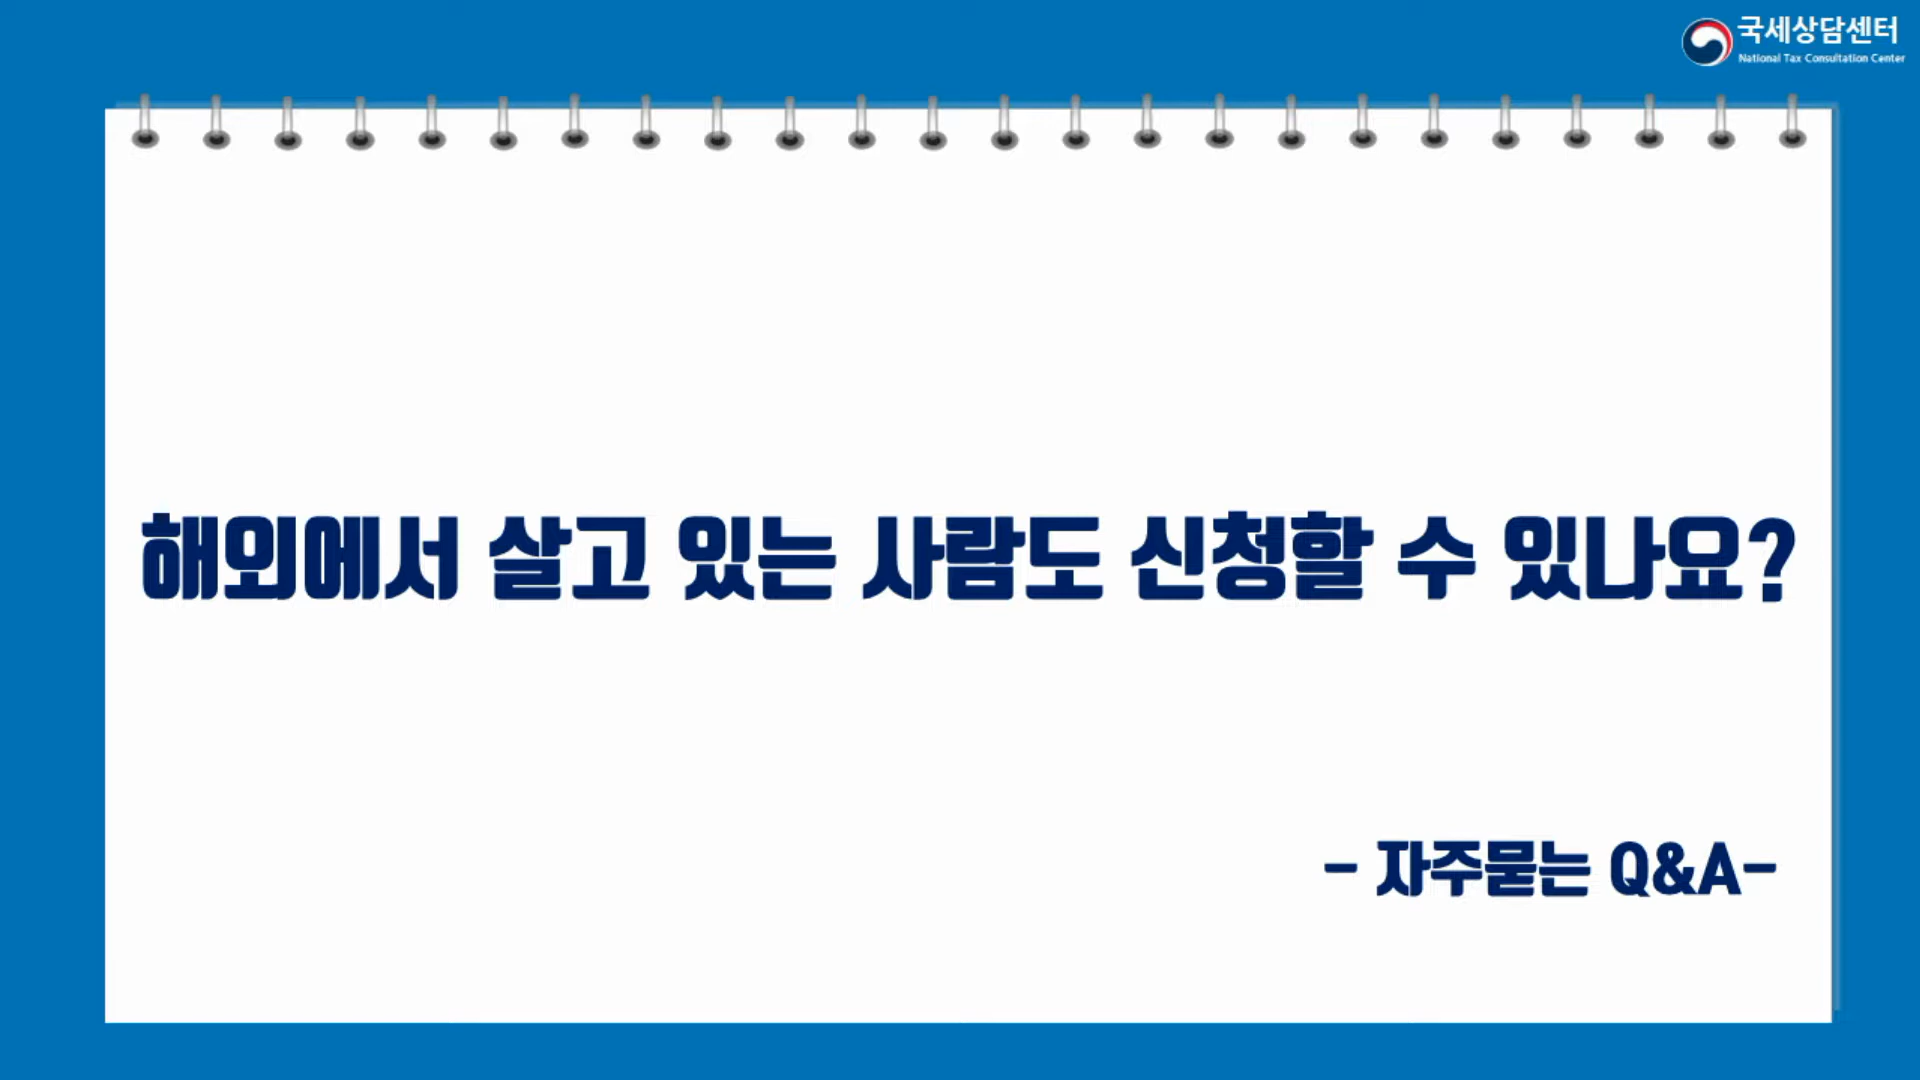 국세상담센터
National Tax Consultation Center
해외에서 살고 있는 사람도 신청할 수 있나요?
- 자주묻는 Q&A-